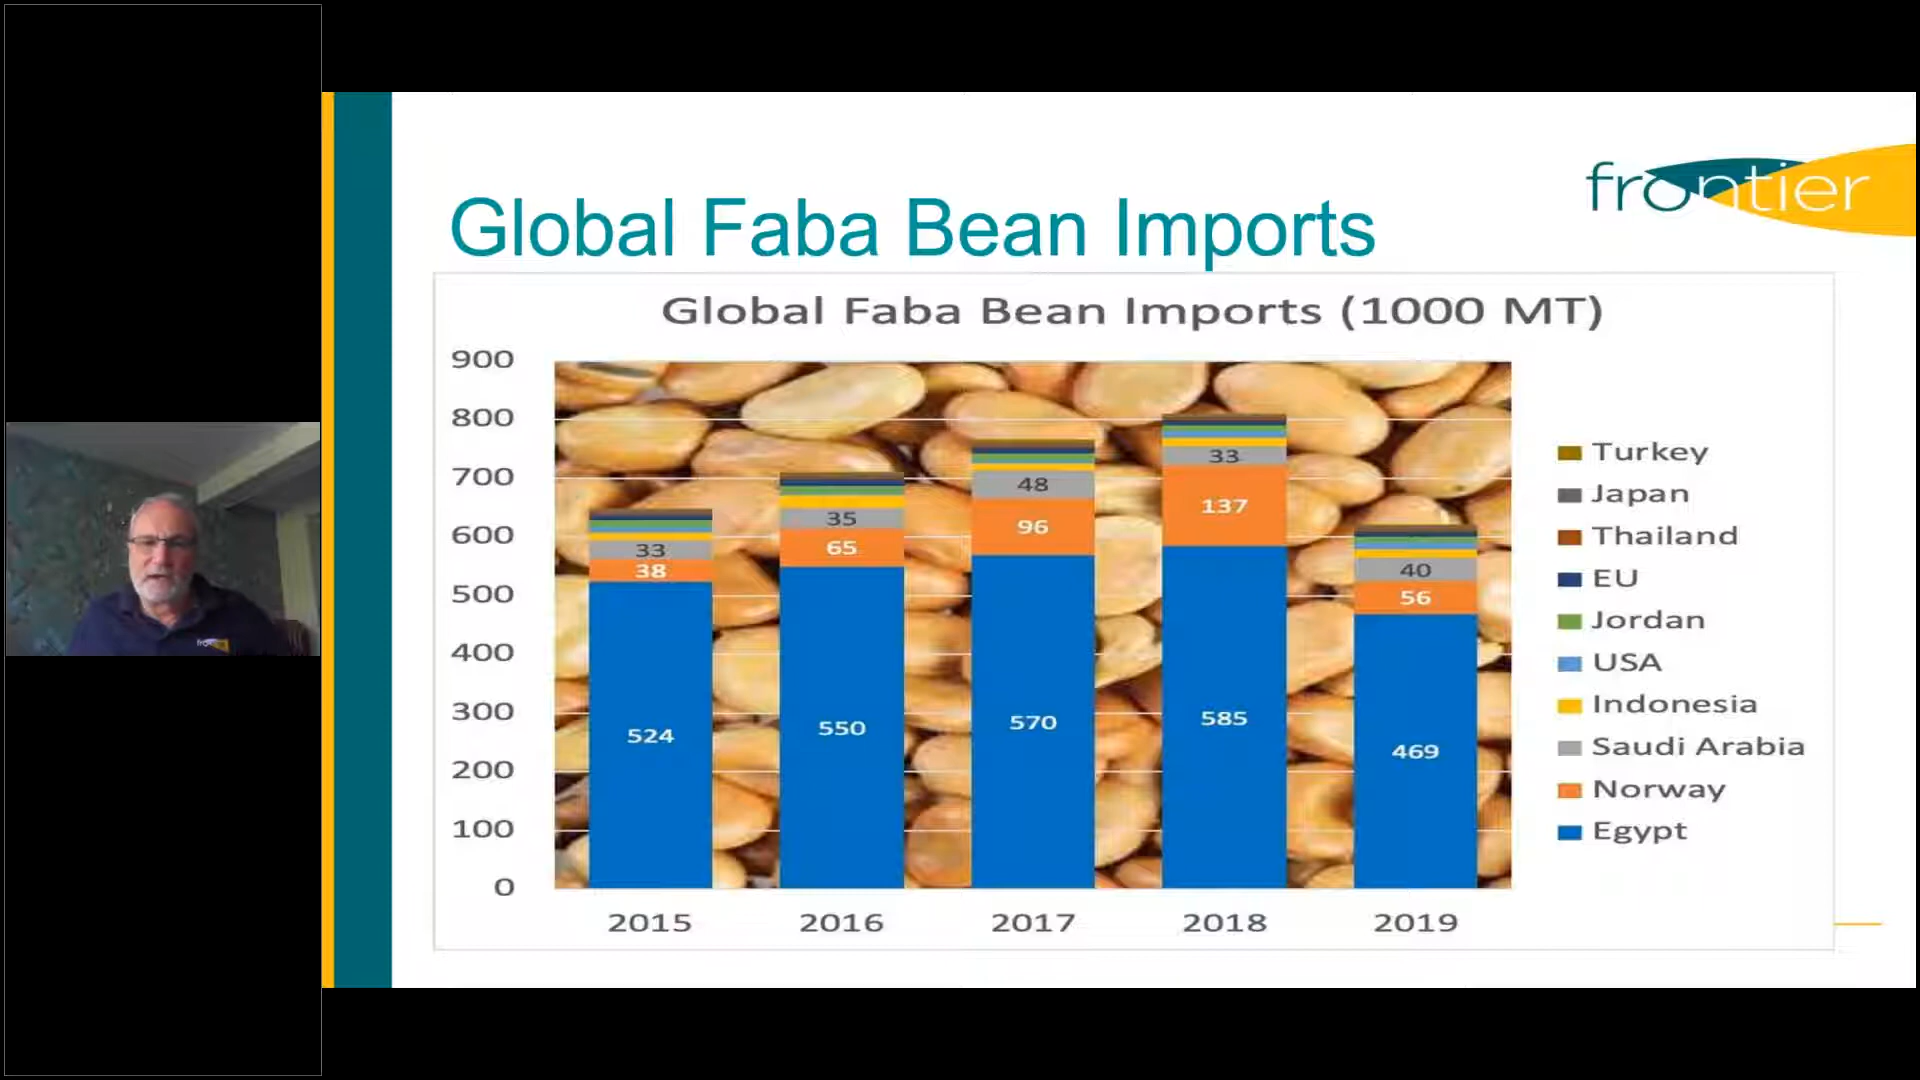 frontier
Global Faba Bean Imports
Global Faba Bean Imports (1000 MT)
900
800
700
600
500
400
300
200
100
0
33
38
524
35
65
550
48
96
570
33
137
585
40
56
469
2015
2016
2017
2018
2019
Turkey
Japan
Thailand
EU
Jordan
USA
Indonesia
Saudi Arabia
Norway
Egypt